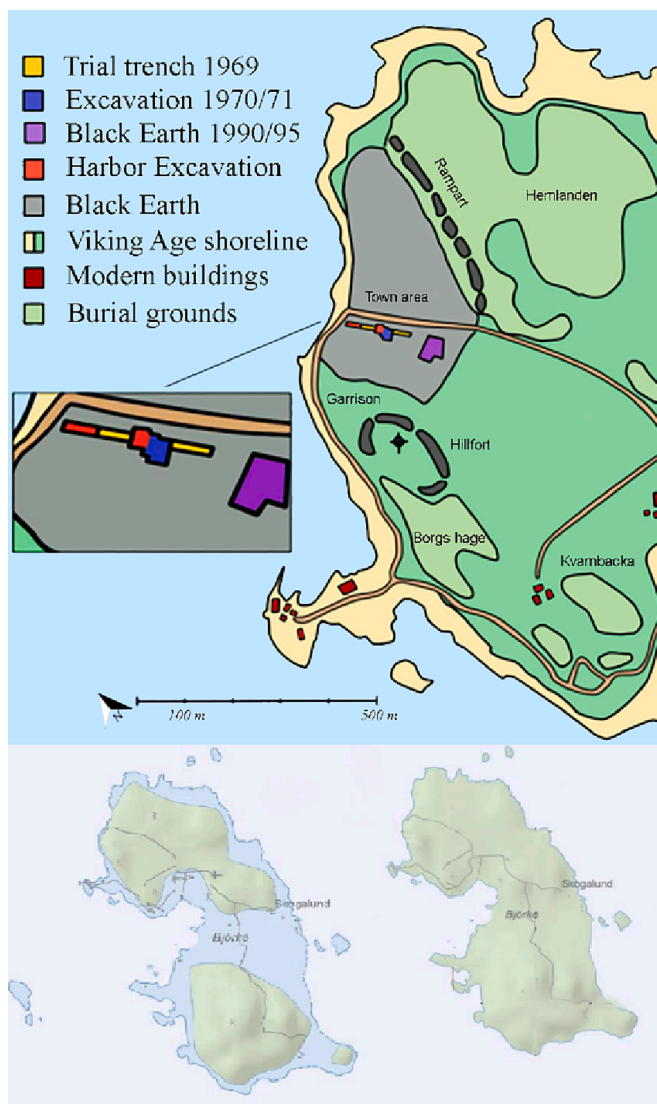 Trial trench 1969
Excavation 1970/71
Black Earth 1990/95
Harbor Excavation
Black Earth
Viking Age shoreline
Modern buildings
Burial grounds
Rampart
Hemlanden
Town area
Garrison
Hillfort
Borgs hage
Kvarnbacka
N
100 m
500 m
Skogalund
Björkö
Skogalund
Björkö